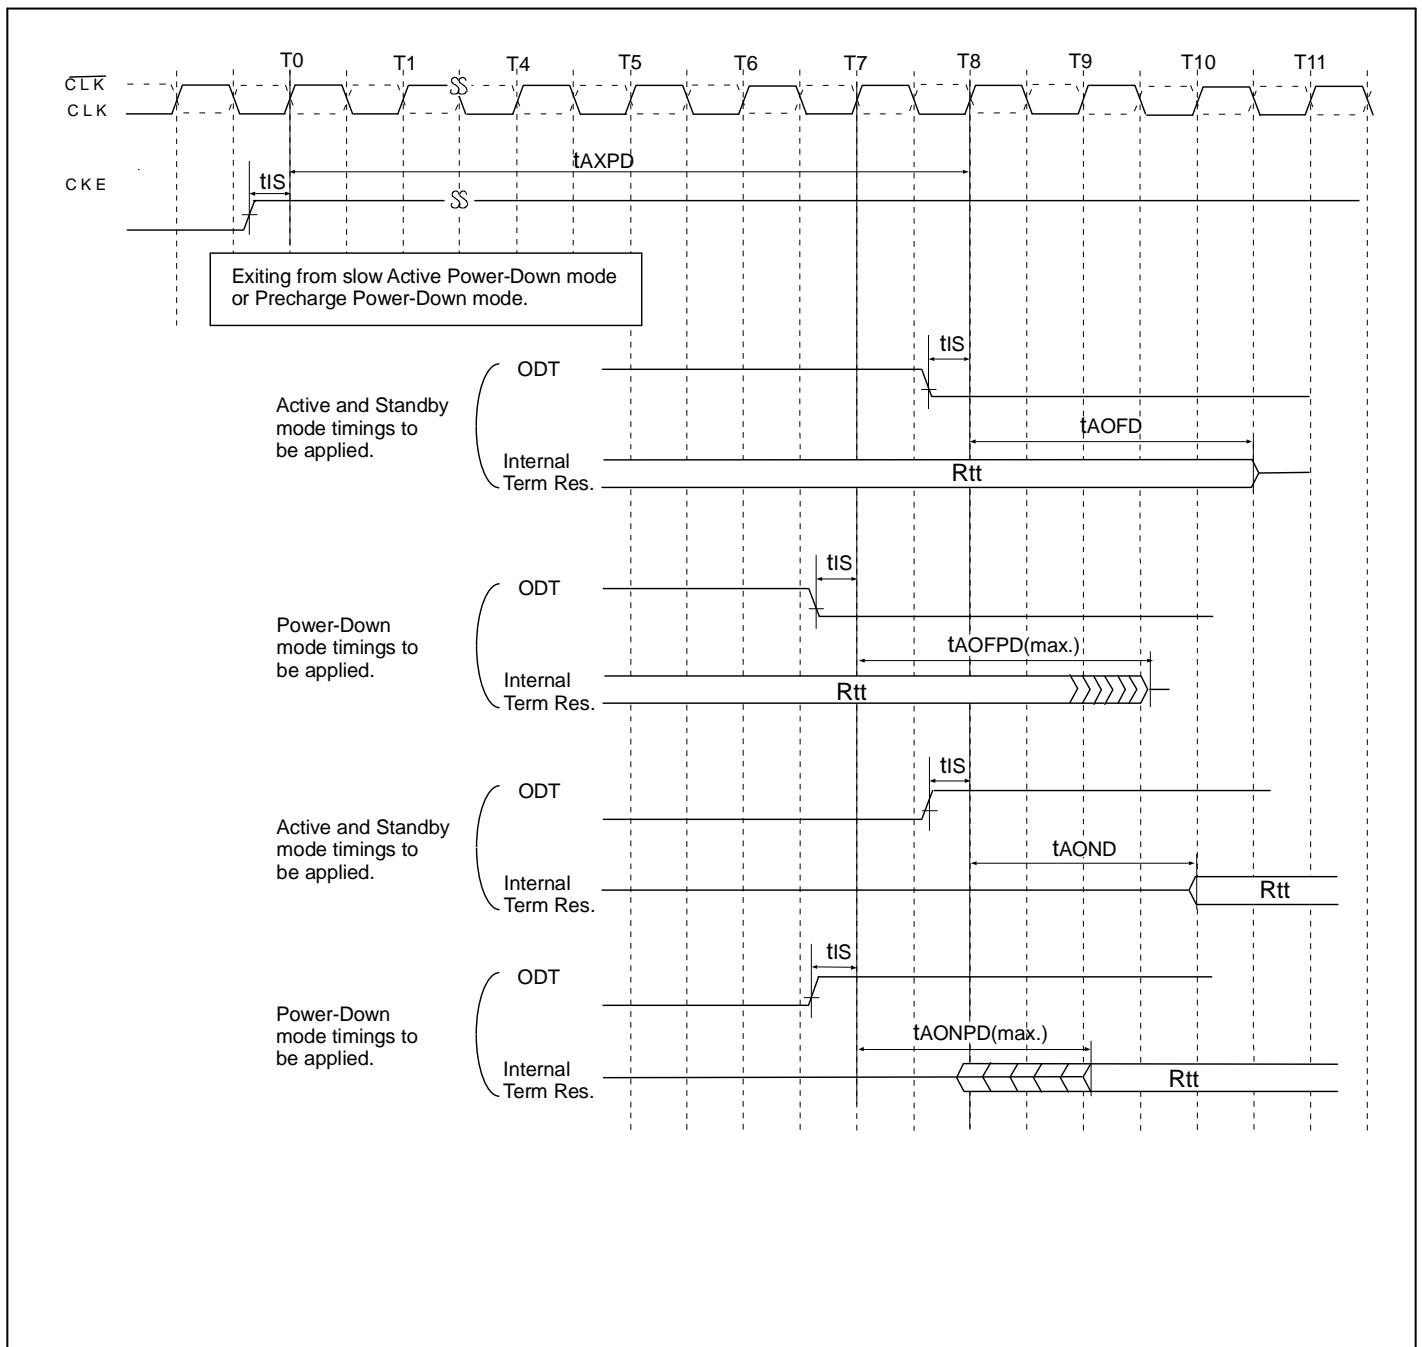 T0 T1 T4 T5 T6 T7 T8 T9 T10 T11
CLK
CLK
tAXPD
CKE
tIS
Exiting from slow Active Power-Down mode
or Precharge Power-Down mode.
tIS
ODT
Active and Standby
mode timings to
be applied.
tAOFD
Internal
Term Res.
Rtt
tIS
ODT
Power-Down
mode timings to
be applied.
tAOFPD(max.)
Internal
Term Res.
Rtt
tIS
ODT
Active and Standby
mode timings to
be applied.
tAOND
Internal
Term Res.
Rtt
tIS
ODT
Power-Down
mode timings to
be applied.
tAONPD(max.)
Internal
Term Res.
Rtt